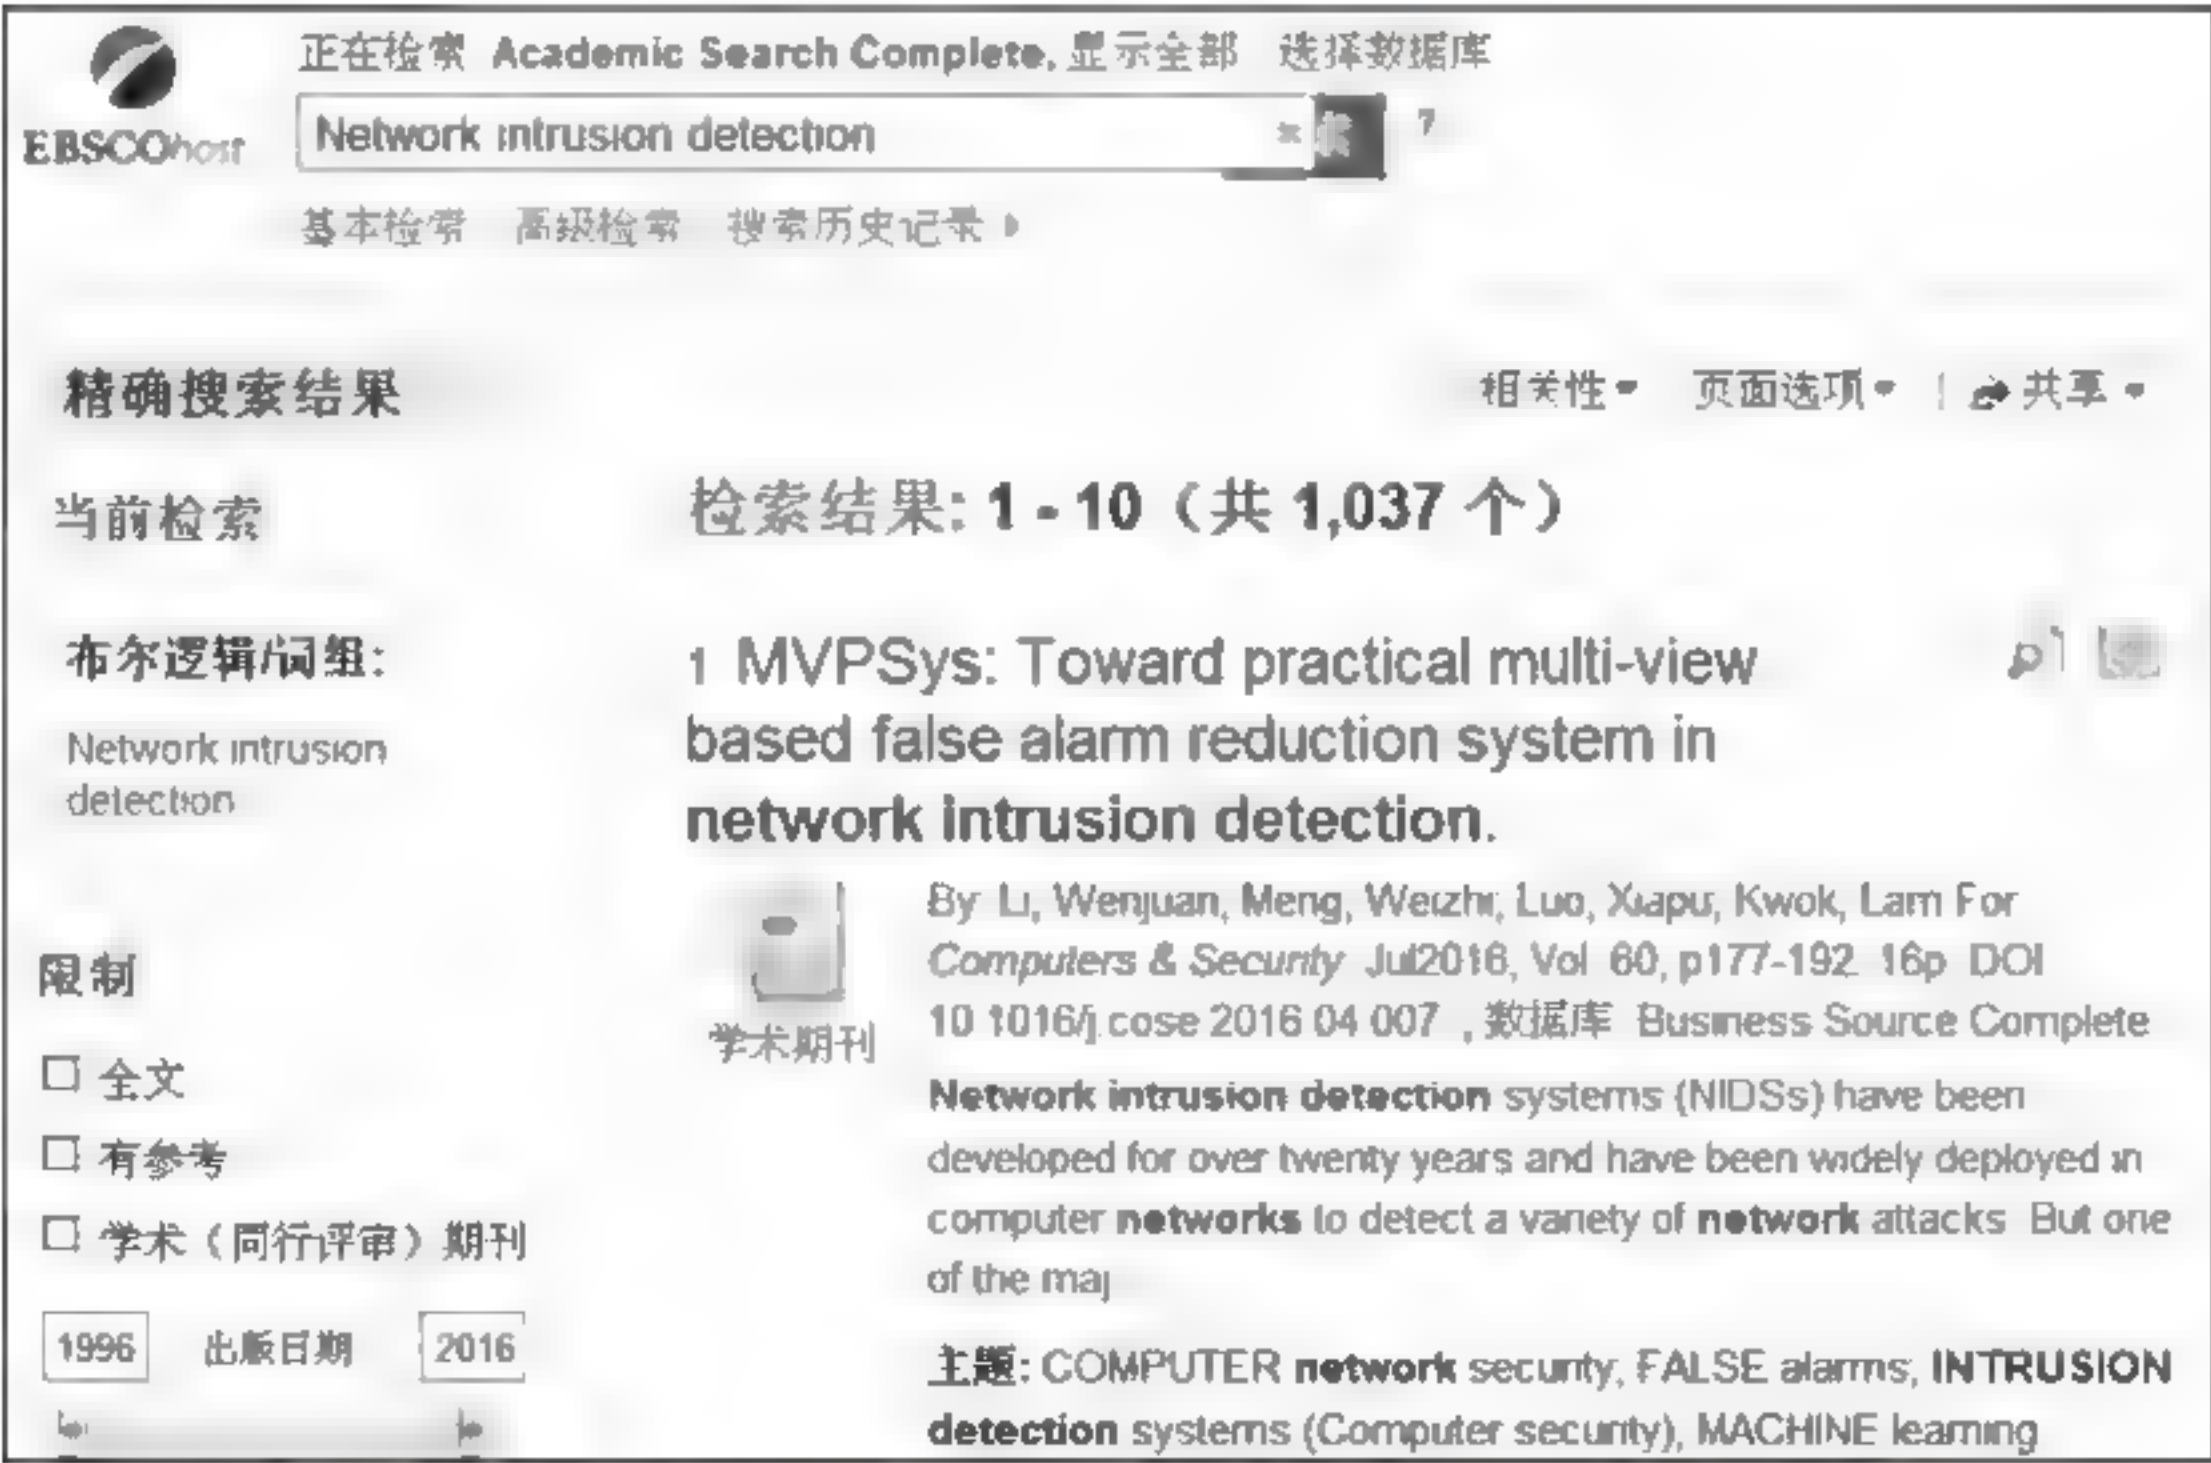 正在检索 Academic Search Complete, 显示全部 选择数据库
EBSCOhost
Network intrusion detection
基本检索 高级检索 搜索历史记录
精确搜索结果
相关性 页面选项 共享
当前检索
检索结果: 1 - 10（共 1,037 个）
布尔逻辑/词组:
Network intrusion
detection
1 MVPSys: Toward practical multi-view
based false alarm reduction system in
network intrusion detection.
By Li, Wenjuan, Meng, Weizhi, Luo, Xiapu, Kwok, Lam For
Computers & Security Jul2016, Vol 60, p177-192 16p DOI
10 1016/j cose 2016 04 007 , 数据库 Business Source Complete
学术期刊
Network intrusion detection systems (NIDSs) have been
developed for over twenty years and have been widely deployed in
computer networks to detect a variety of network attacks But one
of the maj
主题: COMPUTER network security, FALSE alarms, INTRUSION
detection systems (Computer security), MACHINE learning
限制
全文
有参考
学术（同行评审）期刊
1996 出版日期 2016